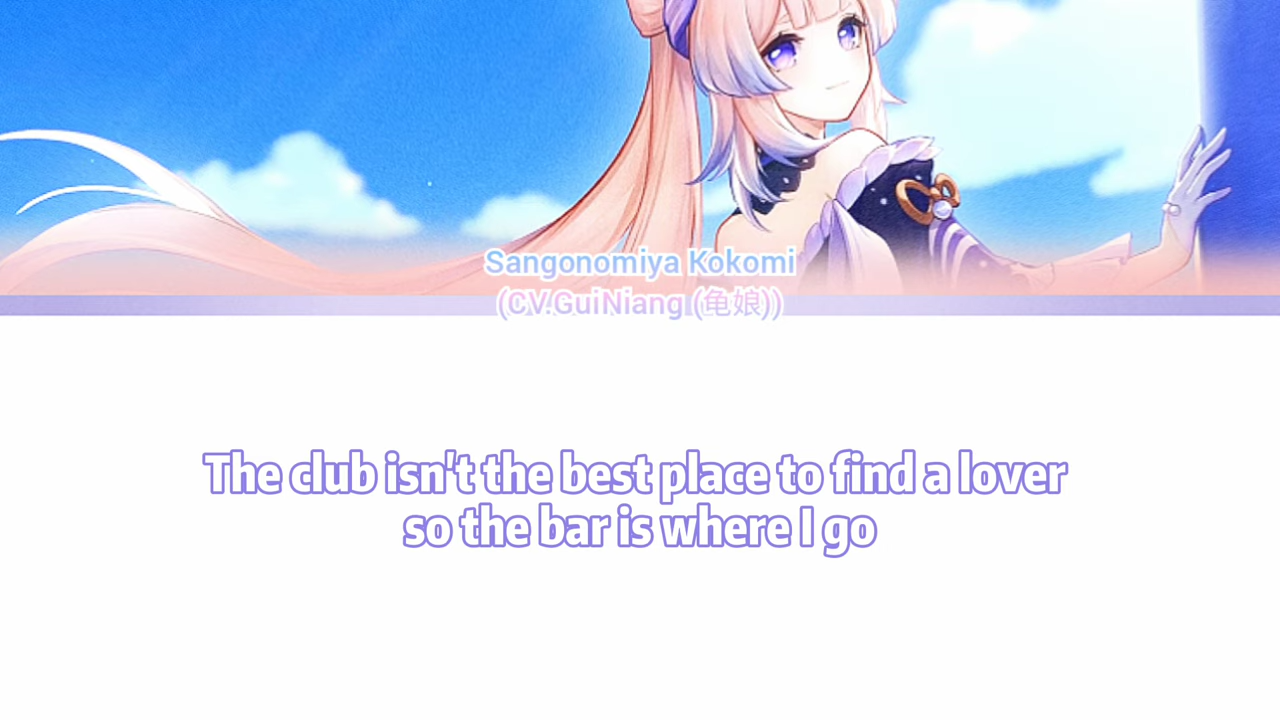 Sangonomiya Kokomi
(CV.GuiNiang (龟娘))
The club isn't the best place to find a lover
so the bar is where I go